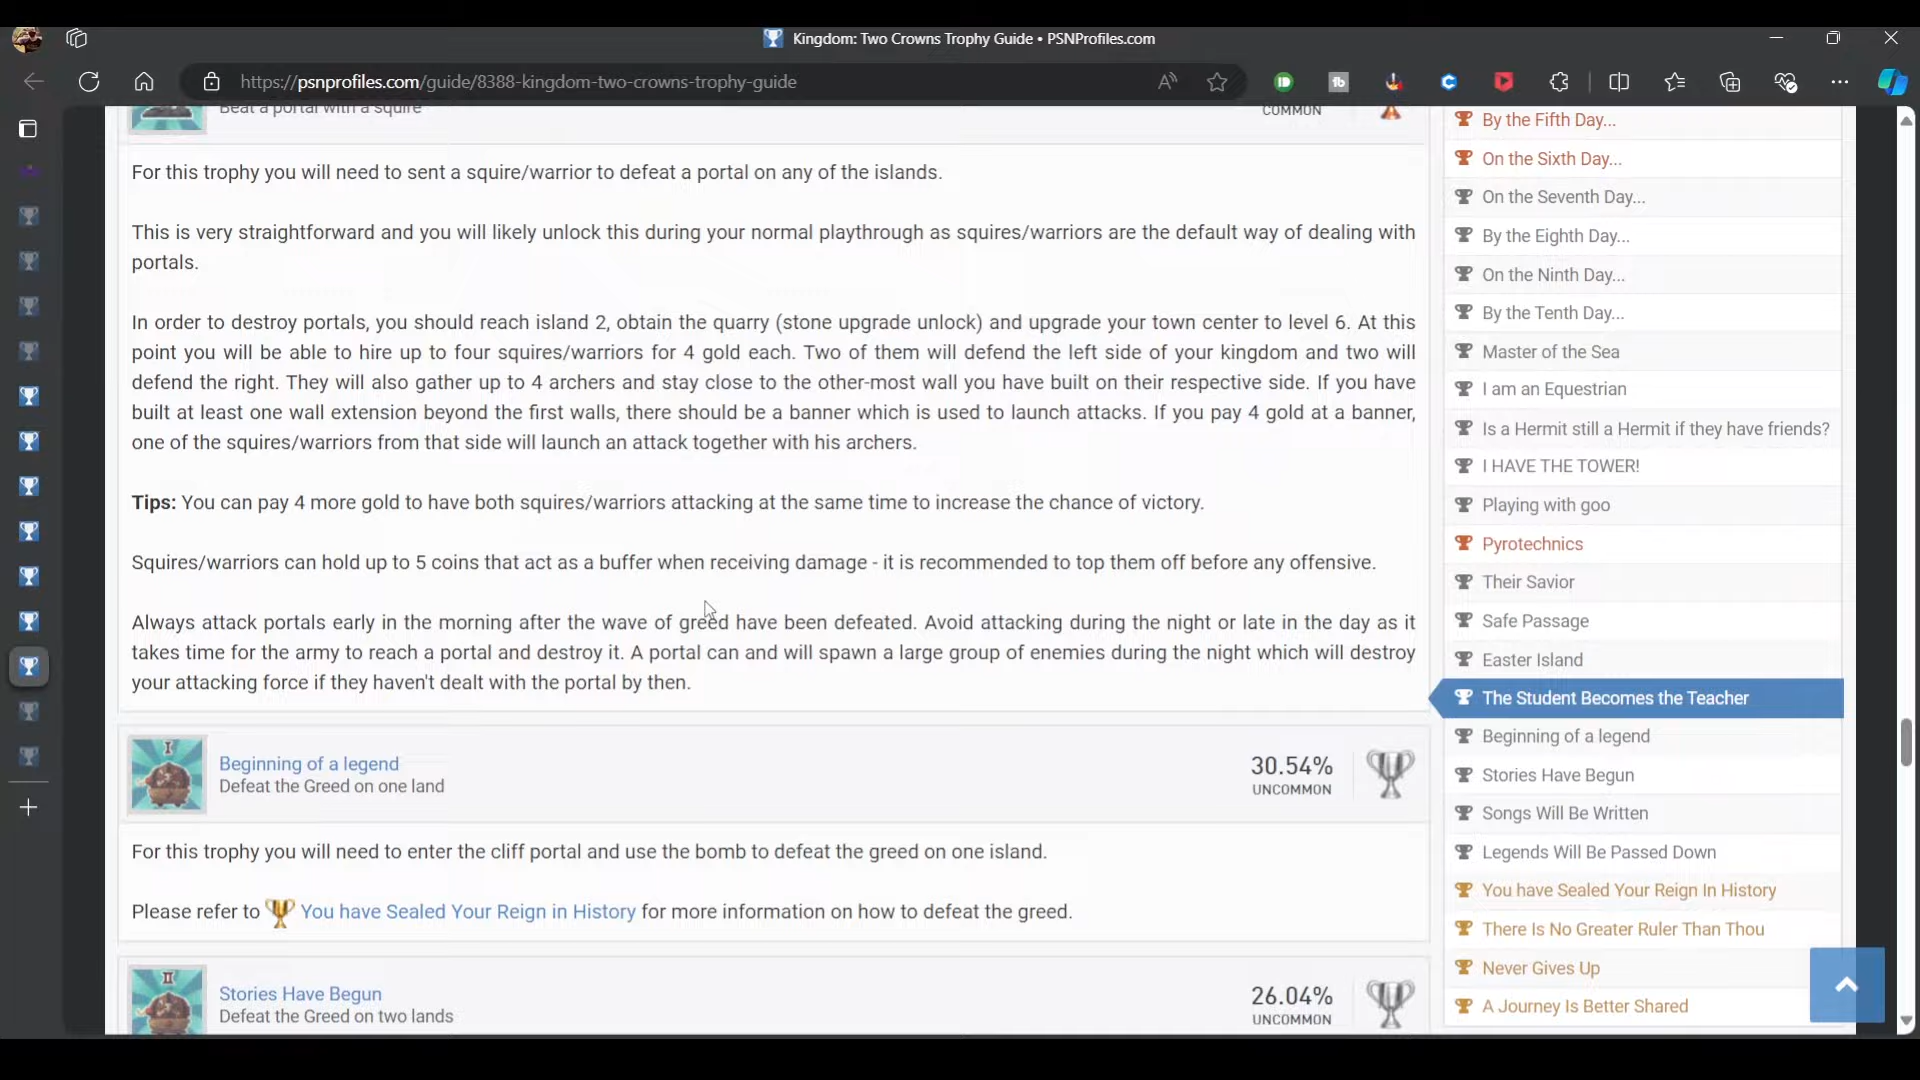 Kingdom: Two Crowns Trophy Guide • PSNProfiles.com
https://psnprofiles.com/guide/8388-kingdom-two-crowns-trophy-guide
Beat a portal with a squire
COMMON
For this trophy you will need to sent a squire/warrior to defeat a portal on any of the islands.
This is very straightforward and you will likely unlock this during your normal playthrough as squires/warriors are the default way of dealing with
portals.
In order to destroy portals, you should reach island 2, obtain the quarry (stone upgrade unlock) and upgrade your town center to level 6. At this
point you will be able to hire up to four squires/warriors for 4 gold each. Two of them will defend the left side of your kingdom and two will
defend the right. They will also gather up to 4 archers and stay close to the other-most wall you have built on their respective side. If you have
built at least one wall extension beyond the first walls, there should be a banner which is used to launch attacks. If you pay 4 gold at a banner,
one of the squires/warriors from that side will launch an attack together with his archers.
Tips: You can pay 4 more gold to have both squires/warriors attacking at the same time to increase the chance of victory.
Squires/warriors can hold up to 5 coins that act as a buffer when receiving damage - it is recommended to top them off before any offensive.
Always attack portals early in the morning after the wave of greed have been defeated. Avoid attacking during the night or late in the day as it
takes time for the army to reach a portal and destroy it. A portal can and will spawn a large group of enemies during the night which will destroy
your attacking force if they haven't dealt with the portal by then.
I
Beginning of a legend
Defeat the Greed on one land
30.54%
UNCOMMON
For this trophy you will need to enter the cliff portal and use the bomb to defeat the greed on one island.
Please refer to You have Sealed Your Reign in History for more information on how to defeat the greed.
II
Stories Have Begun
Defeat the Greed on two lands
26.04%
UNCOMMON
By the Fifth Day...
On the Sixth Day...
On the Seventh Day...
By the Eighth Day...
On the Ninth Day...
By the Tenth Day...
Master of the Sea
I am an Equestrian
Is a Hermit still a Hermit if they have friends?
I HAVE THE TOWER!
Playing with goo
Pyrotechnics
Their Savior
Safe Passage
Easter Island
The Student Becomes the Teacher
Beginning of a legend
Stories Have Begun
Songs Will Be Written
Legends Will Be Passed Down
You have Sealed Your Reign In History
There Is No Greater Ruler Than Thou
Never Gives Up
A Journey Is Better Shared